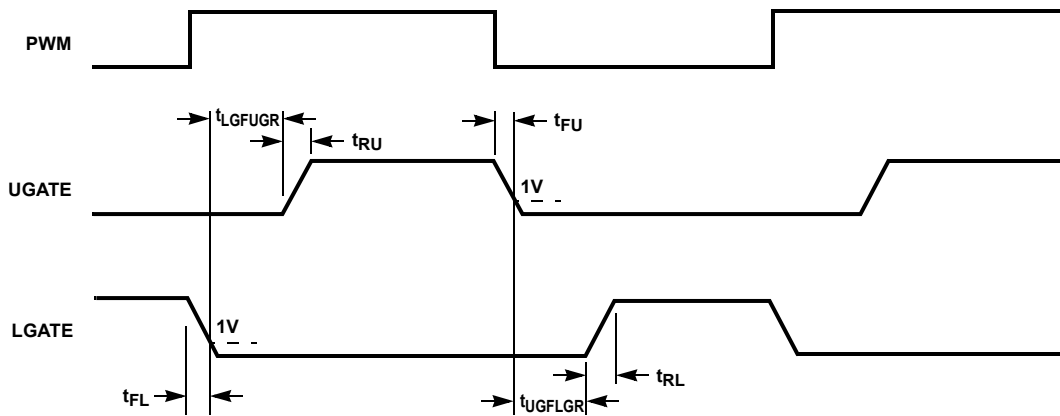 PWM
tLGFUGR
tRU
tFU
UGATE
1V
LGATE
1V
tFL
tRL
tUGFLGR